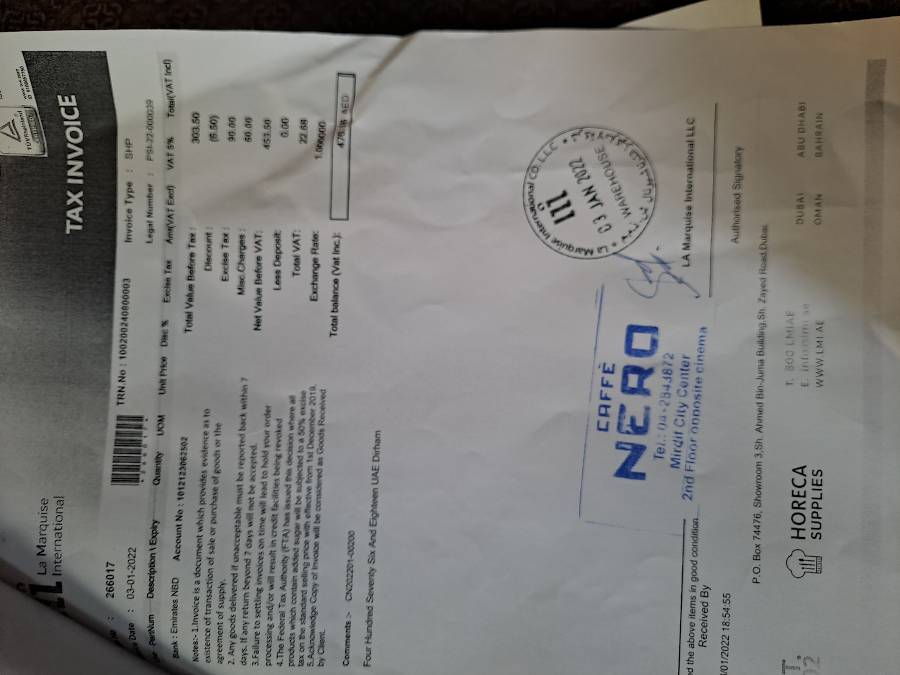 La Marquise
International
TAX INVOICE
266017
TRN.No : 100200240800003
Invoice Type : SHP
Date : 03-01-2022
Legal Number : PSI-22-000039
PartNum Description \ Expiry Quantity UOM Unit Price Disc % Excise Tax Amt(VAT Excl) VAT 5% Total(VAT Incl)
Bank : Emirates NBD Account No : 1012123062502
Notes:- 1.Invoice is a document which provides evidence as to
existence of transaction of sale or purchase of goods or the
agreement of supply.
2. Any goods delivered if unacceptable must be reported back within 7
days. If any return beyond 7 days will not be accepted.
3.Failure to settling invoices on time will lead to hold your order
processing and/or will result in credit facilities being revoked
4.The Federal Tax Authority (FTA) has issued this decision where all
products which contain added sugar will be subjected to a 50% excise
tax on the standard selling price with effective from 1st December 2019.
5.Acknowledge Copy of Invoice will be considered as Goods Received
by Client.
Total Value Before Tax : 303.50
Discount : (6.50)
Excise Tax : 90.00
Misc.Charges : 60.00
Net Value Before VAT: 453.50
Less Deposit: 0.00
Total VAT: 22.68
Exchange Rate: 1.000000
Total balance (Vat Inc.): 476.18 AED
Comments :> CN002201-00200
Four Hundred Seventy Six And Eighteen UAE Dirham
La Marquise International CO. LLC
111
03 JAN 2022
WAREHOUSE
CAFFÈ
NERO
Tel.: 04-2843872
Mirdif City Center
2nd Floor opposite cinema
LA Marquise International LLC
Authorised Signatory
the above items in good condition
Received By
/01/2022 18:54:55
P.O. Box 74476, Showroom 3,Sh. Ahmed Bin-Juma Building,Sh. Zayed Road,Dubai.
HORECA
SUPPLIES
T. 800 LMIAE
WWW.LMI.AE
DUBAI ABU DHABI
OMAN BAHRAIN